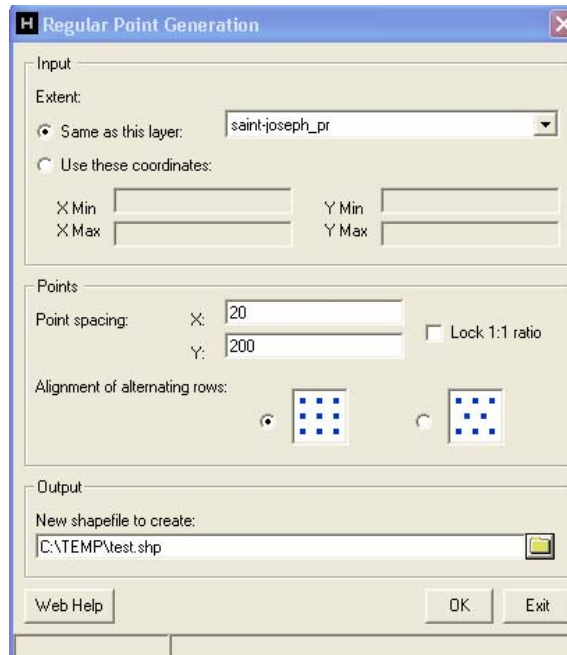 H Regular Point Generation
Input
Extent:
Same as this layer: saint-joseph_pr
Use these coordinates:
X Min Y Min
X Max Y Max
Points
Point spacing: X: 20
Lock 1:1 ratio
Y: 200
Alignment of alternating rows:
Output
New shapefile to create:
C:\TEMP\test.shp
Web Help OK Exit